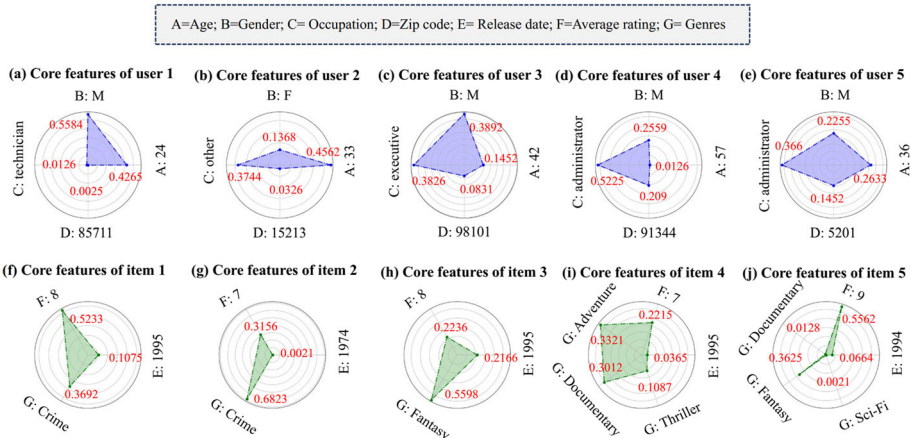 A=Age; B=Gender; C= Occupation; D=Zip code; E= Release date; F=Average rating; G= Genres
(a) Core features of user 1
B: M
0.5584
C: technician
0.0126
0.4265
A: 24
0.0025
D: 85711
(b) Core features of user 2
B: F
0.1368
C: other
0.4562
A: 33
0.3744
0.0326
D: 15213
(c) Core features of user 3
B: M
0.3892
C: executive
0.1452
A: 42
0.3826
0.0831
D: 98101
(d) Core features of user 4
B: M
0.2559
C: administrator
0.0126
A: 57
0.5225
0.209
D: 91344
(e) Core features of user 5
B: M
0.2255
C: administrator
0.366
0.2633
A: 36
0.1452
D: 5201
(f) Core features of item 1
F: 8
0.5233
0.1075
E: 1995
0.3692
G: Crime
(g) Core features of item 2
F: 7
0.3156
0.0021
E: 1974
0.6823
G: Crime
(h) Core features of item 3
F: 8
0.2236
0.2166
E: 1995
0.5598
G: Fantasy
(i) Core features of item 4
F: 7
G: Adventure
0.2215
0.3321
0.0365
E: 1995
0.3012
0.1087
G: Documentary
G: Thriller
(j) Core features of item 5
F: 9
G: Documentary
0.5562
0.0128
0.3625
0.0664
E: 1994
0.0021
G: Fantasy
G: Sci-Fi